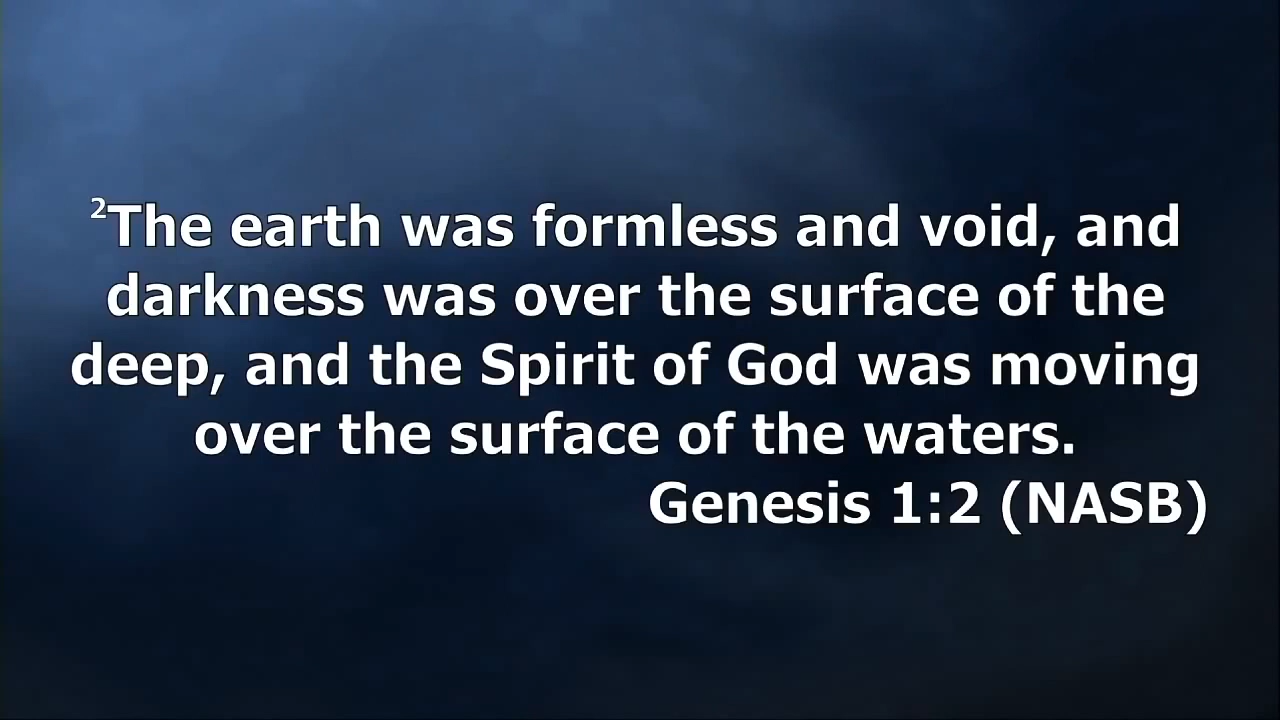 ²The earth was formless and void, and
darkness was over the surface of the
deep, and the Spirit of God was moving
over the surface of the waters.
Genesis 1:2 (NASB)